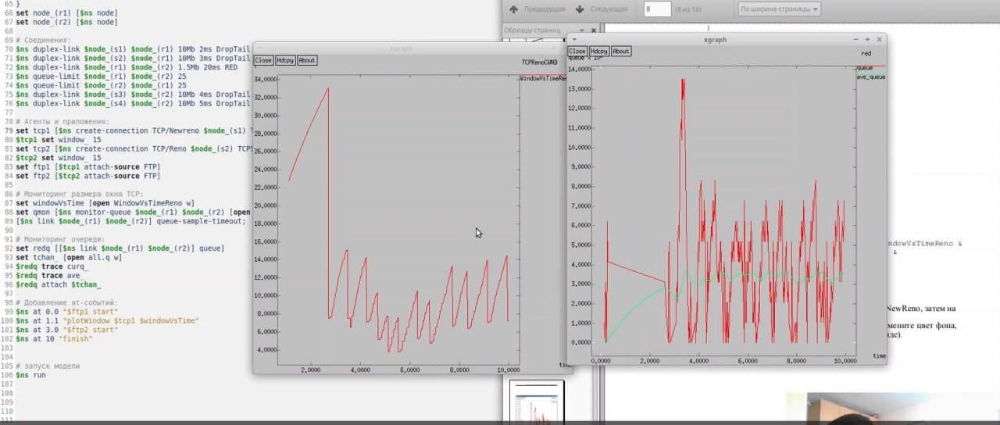 65 }
66 set node_(r1) [$ns node]
67 set node_(r2) [$ns node]
68
69 # Соединения:
70 $ns duplex-link $node_(s1) $node_(r1) 10Mb 2ms DropTail
71 $ns duplex-link $node_(s2) $node_(r1) 10Mb 3ms DropTail
72 $ns duplex-link $node_(r1) $node_(r2) 1.5Mb 20ms RED
73 $ns queue-limit $node_(r1) $node_(r2) 25
74 $ns queue-limit $node_(r2) $node_(r1) 25
75 $ns duplex-link $node_(s3) $node_(r2) 10Mb 4ms DropTail
76 $ns duplex-link $node_(s4) $node_(r2) 10Mb 5ms DropTail
77
78 # Агенты и приложения:
79 set tcp1 [$ns create-connection TCP/Newreno $node_(s1)
80 $tcp1 set window_ 15
81 set tcp2 [$ns create-connection TCP/Reno $node_(s2) TCPS
82 $tcp2 set window_ 15
83 set ftp1 [$tcp1 attach-source FTP]
84 set ftp2 [$tcp2 attach-source FTP]
85
86 # Мониторинг размера окна TCP:
87 set windowVsTime [open WindowVsTimeReno w]
88 set qmon [$ns monitor-queue $node_(r1) $node_(r2) [open
89 [$ns link $node_(r1) $node_(r2)] queue-sample-timeout;
90
91 # Мониторинг очереди:
92 set redq [[$ns link $node_(r1) $node_(r2)] queue]
93 set tchan_ [open all.q w]
94 $redq trace curq_
95 $redq trace ave_
96 $redq attach $tchan_
97
98 # Добавление at-событий:
99 $ns at 0.0 "$ftp1 start"
100 $ns at 1.1 "plotWindow $tcp1 $windowVsTime"
101 $ns at 3.0 "$ftp2 start"
102 $ns at 10 "finish"
103
104
105 # запуск модели
106 $ns run
107
108
109
110
111
Предыдущая Следующая 8 (8 из 10) По ширине страницы
Образцы страниц
xgraph
Close Hdcpy About
TCPRenoCWND
WindowVsTimeRen
34,0000
32,0000
30,0000
28,0000
26,0000
24,0000
22,0000
20,0000
18,0000
16,0000
14,0000
12,0000
10,0000
8,0000
6,0000
4,0000
2,0000 4,0000 6,0000 8,0000 10,0000
time
xgraph
Close Hdcpy About
queue x 10³
red
queue
ave_queue
14,0000
13,0000
12,0000
11,0000
10,0000
9,0000
8,0000
7,0000
6,0000
5,0000
4,0000
3,0000
2,0000
1,0000
0,0000
0,0000 2,0000 4,0000 6,0000 8,0000 10,0000
time
}
ndowVsTimeReno &
&
NewReno, затем на
мените цвет фона,
де).